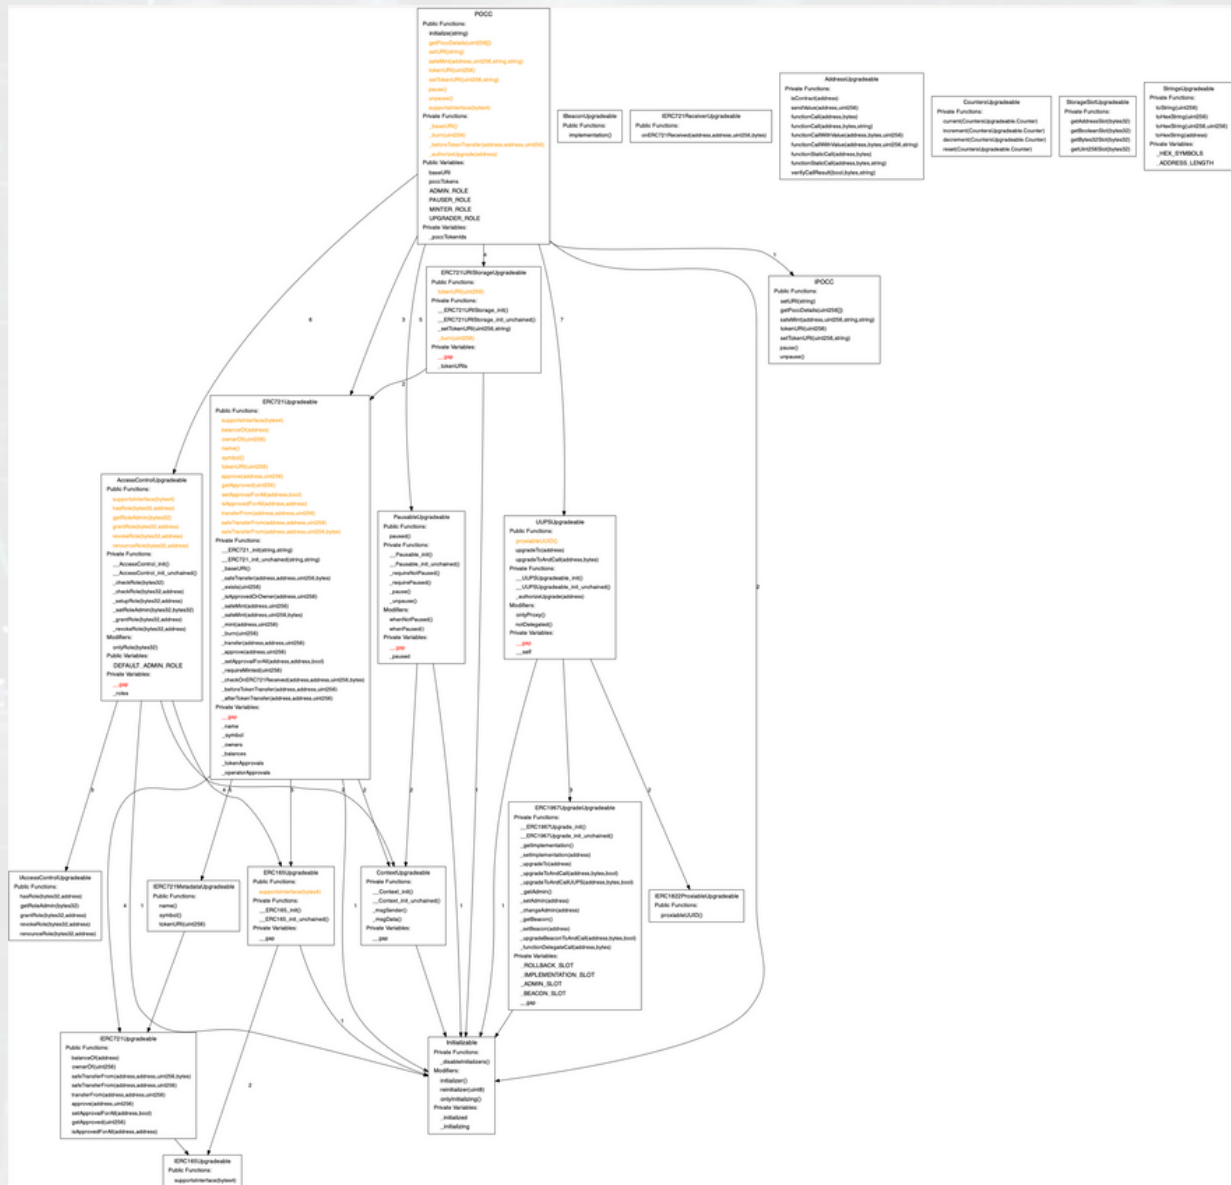 POCC
Public Functions:
initialize(string)
getPoccDetails(uint256[])
setURI(string)
safeMint(address,uint256,string,string)
tokenURI(uint256)
setTokenURI(uint256,string)
pause()
unpause()
supportsInterface(bytes4)
Private Functions:
_baseURI()
_burn(uint256)
_beforeTokenTransfer(address,address,uint256)
_authorizeUpgrade(address)
Public Variables:
baseURI
poccTokens
ADMIN_ROLE
PAUSER_ROLE
MINTER_ROLE
UPGRADER_ROLE
Private Variables:
_poccTokenIds
IBeaconUpgradeable
Public Functions:
implementation()
IERC721ReceiverUpgradeable
Public Functions:
onERC721Received(address,address,uint256,bytes)
AddressUpgradeable
Private Functions:
isContract(address)
sendValue(address,uint256)
functionCall(address,bytes)
functionCall(address,bytes,string)
functionCallWithValue(address,bytes,uint256)
functionCallWithValue(address,bytes,uint256,string)
functionStaticCall(address,bytes)
functionStaticCall(address,bytes,string)
verifyCallResult(bool,bytes,string)
CountersUpgradeable
Private Functions:
current(CountersUpgradeable.Counter)
increment(CountersUpgradeable.Counter)
decrement(CountersUpgradeable.Counter)
reset(CountersUpgradeable.Counter)
StorageSlotUpgradeable
Private Functions:
getAddressSlot(bytes32)
getBooleanSlot(bytes32)
getBytes32Slot(bytes32)
getUint256Slot(bytes32)
StringsUpgradeable
Private Functions:
toString(uint256)
toHexString(uint256)
toHexString(uint256,uint256)
toHexString(address)
Private Variables:
_HEX_SYMBOLS
_ADDRESS_LENGTH
4
1
6
3
5
7
2
ERC721URIStorageUpgradeable
Public Functions:
tokenURI(uint256)
Private Functions:
__ERC721URIStorage_init()
__ERC721URIStorage_init_unchained()
_setTokenURI(uint256,string)
_burn(uint256)
Private Variables:
__gap
_tokenURIs
2
IPOCC
Public Functions:
setURI(string)
getPoccDetails(uint256[])
safeMint(address,uint256,string,string)
tokenURI(uint256)
setTokenURI(uint256,string)
pause()
unpause()
ERC721Upgradeable
Public Functions:
supportsInterface(bytes4)
balanceOf(address)
ownerOf(uint256)
name()
symbol()
tokenURI(uint256)
approve(address,uint256)
getApproved(uint256)
setApprovalForAll(address,bool)
isApprovedForAll(address,address)
transferFrom(address,address,uint256)
safeTransferFrom(address,address,uint256)
safeTransferFrom(address,address,uint256,bytes)
Private Functions:
__ERC721_init(string,string)
__ERC721_init_unchained(string,string)
_baseURI()
_safeTransfer(address,address,uint256,bytes)
_exists(uint256)
_isApprovedOrOwner(address,uint256)
_safeMint(address,uint256)
_safeMint(address,uint256,bytes)
_mint(address,uint256)
_burn(uint256)
_transfer(address,address,uint256)
_approve(address,uint256)
_setApprovalForAll(address,address,bool)
_requireMinted(uint256)
_checkOnERC721Received(address,address,uint256,bytes)
_beforeTokenTransfer(address,address,uint256)
_afterTokenTransfer(address,address,uint256)
Private Variables:
__gap
_name
_symbol
_owners
_balances
_tokenApprovals
_operatorApprovals
AccessControlUpgradeable
Public Functions:
supportsInterface(bytes4)
hasRole(bytes32,address)
getRoleAdmin(bytes32)
grantRole(bytes32,address)
revokeRole(bytes32,address)
renounceRole(bytes32,address)
Private Functions:
__AccessControl_init()
__AccessControl_init_unchained()
_checkRole(bytes32)
_checkRole(bytes32,address)
_setupRole(bytes32,address)
_setRoleAdmin(bytes32,bytes32)
_grantRole(bytes32,address)
_revokeRole(bytes32,address)
Modifiers:
onlyRole(bytes32)
Public Variables:
DEFAULT_ADMIN_ROLE
Private Variables:
__gap
_roles
PausableUpgradeable
Public Functions:
paused()
Private Functions:
__Pausable_init()
__Pausable_init_unchained()
_requireNotPaused()
_requirePaused()
_pause()
_unpause()
Modifiers:
whenNotPaused()
whenPaused()
Private Variables:
__gap
_paused
UUPSUpgradeable
Public Functions:
proxiableUUID()
upgradeTo(address)
upgradeToAndCall(address,bytes)
Private Functions:
__UUPSUpgradeable_init()
__UUPSUpgradeable_init_unchained()
_authorizeUpgrade(address)
Modifiers:
onlyProxy()
notDelegated()
Private Variables:
__gap
__self
2
1
3
2
ERC1967UpgradeUpgradeable
Private Functions:
__ERC1967Upgrade_init()
__ERC1967Upgrade_init_unchained()
_getImplementation()
_setImplementation(address)
_upgradeTo(address)
_upgradeToAndCall(address,bytes,bool)
_upgradeToAndCallUUPS(address,bytes,bool)
_getAdmin()
_setAdmin(address)
_changeAdmin(address)
_getBeacon()
_setBeacon(address)
_upgradeBeaconToAndCall(address,bytes,bool)
_functionDelegateCall(address,bytes)
Private Variables:
_ROLLBACK_SLOT
_IMPLEMENTATION_SLOT
_ADMIN_SLOT
_BEACON_SLOT
__gap
IAccessControlUpgradeable
Public Functions:
hasRole(bytes32,address)
getRoleAdmin(bytes32)
grantRole(bytes32,address)
revokeRole(bytes32,address)
renounceRole(bytes32,address)
4
1
IERC721MetadataUpgradeable
Public Functions:
name()
symbol()
tokenURI(uint256)
ERC165Upgradeable
Public Functions:
supportsInterface(bytes4)
Private Functions:
__ERC165_init()
__ERC165_init_unchained()
Private Variables:
__gap
1
ContextUpgradeable
Private Functions:
__Context_init()
__Context_init_unchained()
_msgSender()
_msgData()
Private Variables:
__gap
1
1
IERC1822ProxiableUpgradeable
Public Functions:
proxiableUUID()
1
2
IERC721Upgradeable
Public Functions:
balanceOf(address)
ownerOf(uint256)
safeTransferFrom(address,address,uint256,bytes)
safeTransferFrom(address,address,uint256)
transferFrom(address,address,uint256)
approve(address,uint256)
setApprovalForAll(address,bool)
getApproved(uint256)
isApprovedForAll(address,address)
Initializable
Private Functions:
_disableInitializers()
Modifiers:
initializer()
reinitializer(uint8)
onlyInitializing()
Private Variables:
_initialized
_initializing
IERC165Upgradeable
Public Functions:
supportsInterface(bytes4)